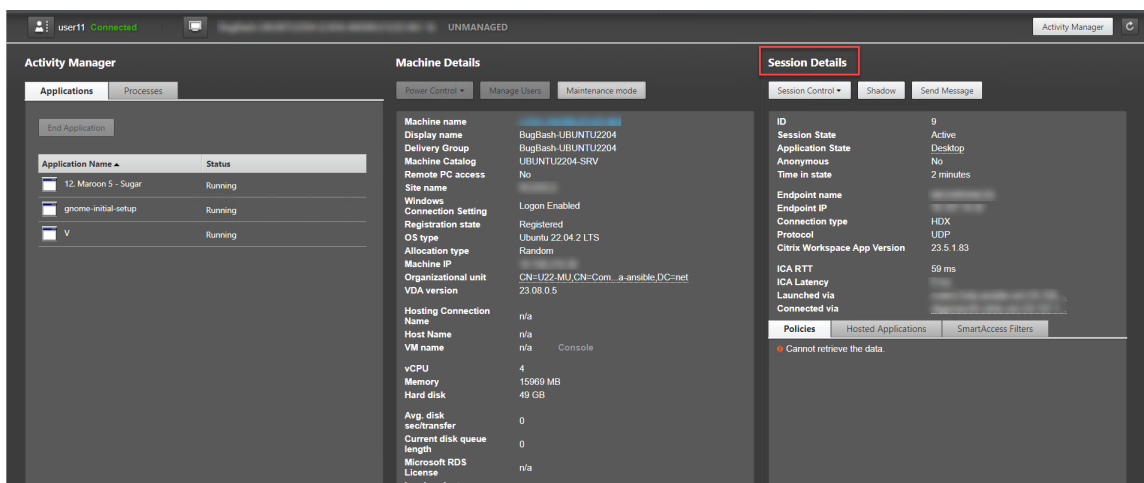 user11 Connected
UNMANAGED
Activity Manager
Activity Manager
Applications Processes
End Application
Application Name Status
12. Maroon 5 - Sugar Running
gnome-initial-setup Running
V Running
Machine Details
Power Control Manage Users Maintenance mode
Machine name
Display name BugBash-UBUNTU2204
Delivery Group BugBash-UBUNTU2204
Machine Catalog UBUNTU2204-SRV
Remote PC access No
Site name
Windows
Connection Setting Logon Enabled
Registration state Registered
OS type Ubuntu 22.04.2 LTS
Allocation type Random
Machine IP
Organizational unit CN=U22-MU,CN=Com...a-ansible,DC=net
VDA version 23.08.0.5
Hosting Connection
Name n/a
Host Name n/a
VM name n/a Console
vCPU 4
Memory 15969 MB
Hard disk 49 GB
Avg. disk
sec/transfer 0
Current disk queue
length 0
Microsoft RDS
License n/a
Session Details
Session Control Shadow Send Message
ID 9
Session State Active
Application State Desktop
Anonymous No
Time in state 2 minutes
Endpoint name
Endpoint IP
Connection type HDX
Protocol UDP
Citrix Workspace App Version 23.5.1.83
ICA RTT 59 ms
ICA Latency
Launched via
Connected via
Policies Hosted Applications SmartAccess Filters
Cannot retrieve the data.